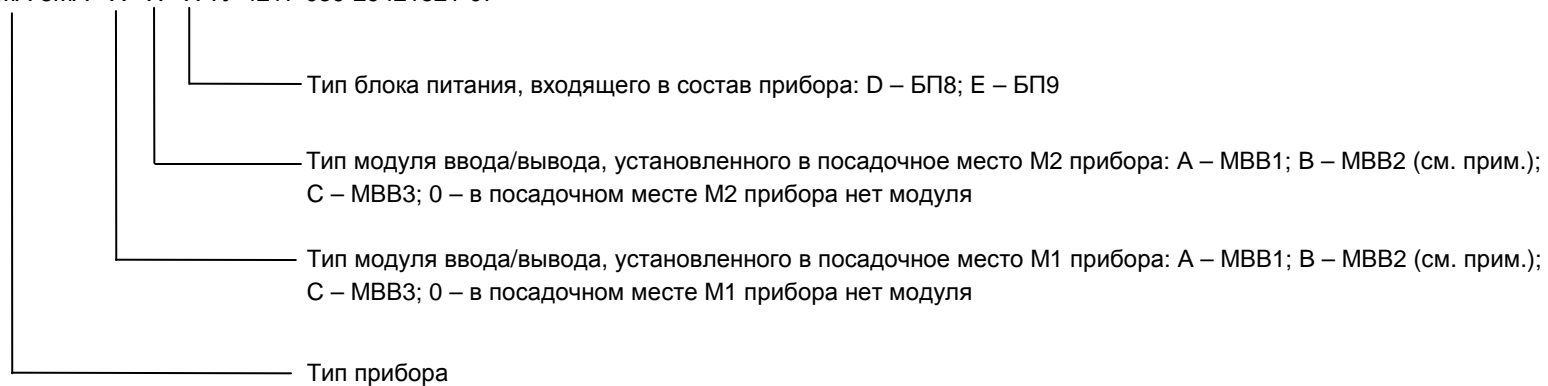 Тип блока питания, входящего в состав прибора: D – БП8; E – БП9
Тип модуля ввода/вывода, установленного в посадочное место М2 прибора: А – МВВ1; В – МВВ2 (см. прим.);
С – МВВ3; 0 – в посадочном месте М2 прибора нет модуля
Тип модуля ввода/вывода, установленного в посадочное место М1 прибора: А – МВВ1; В – МВВ2 (см. прим.);
С – МВВ3; 0 – в посадочном месте М1 прибора нет модуля
Тип прибора